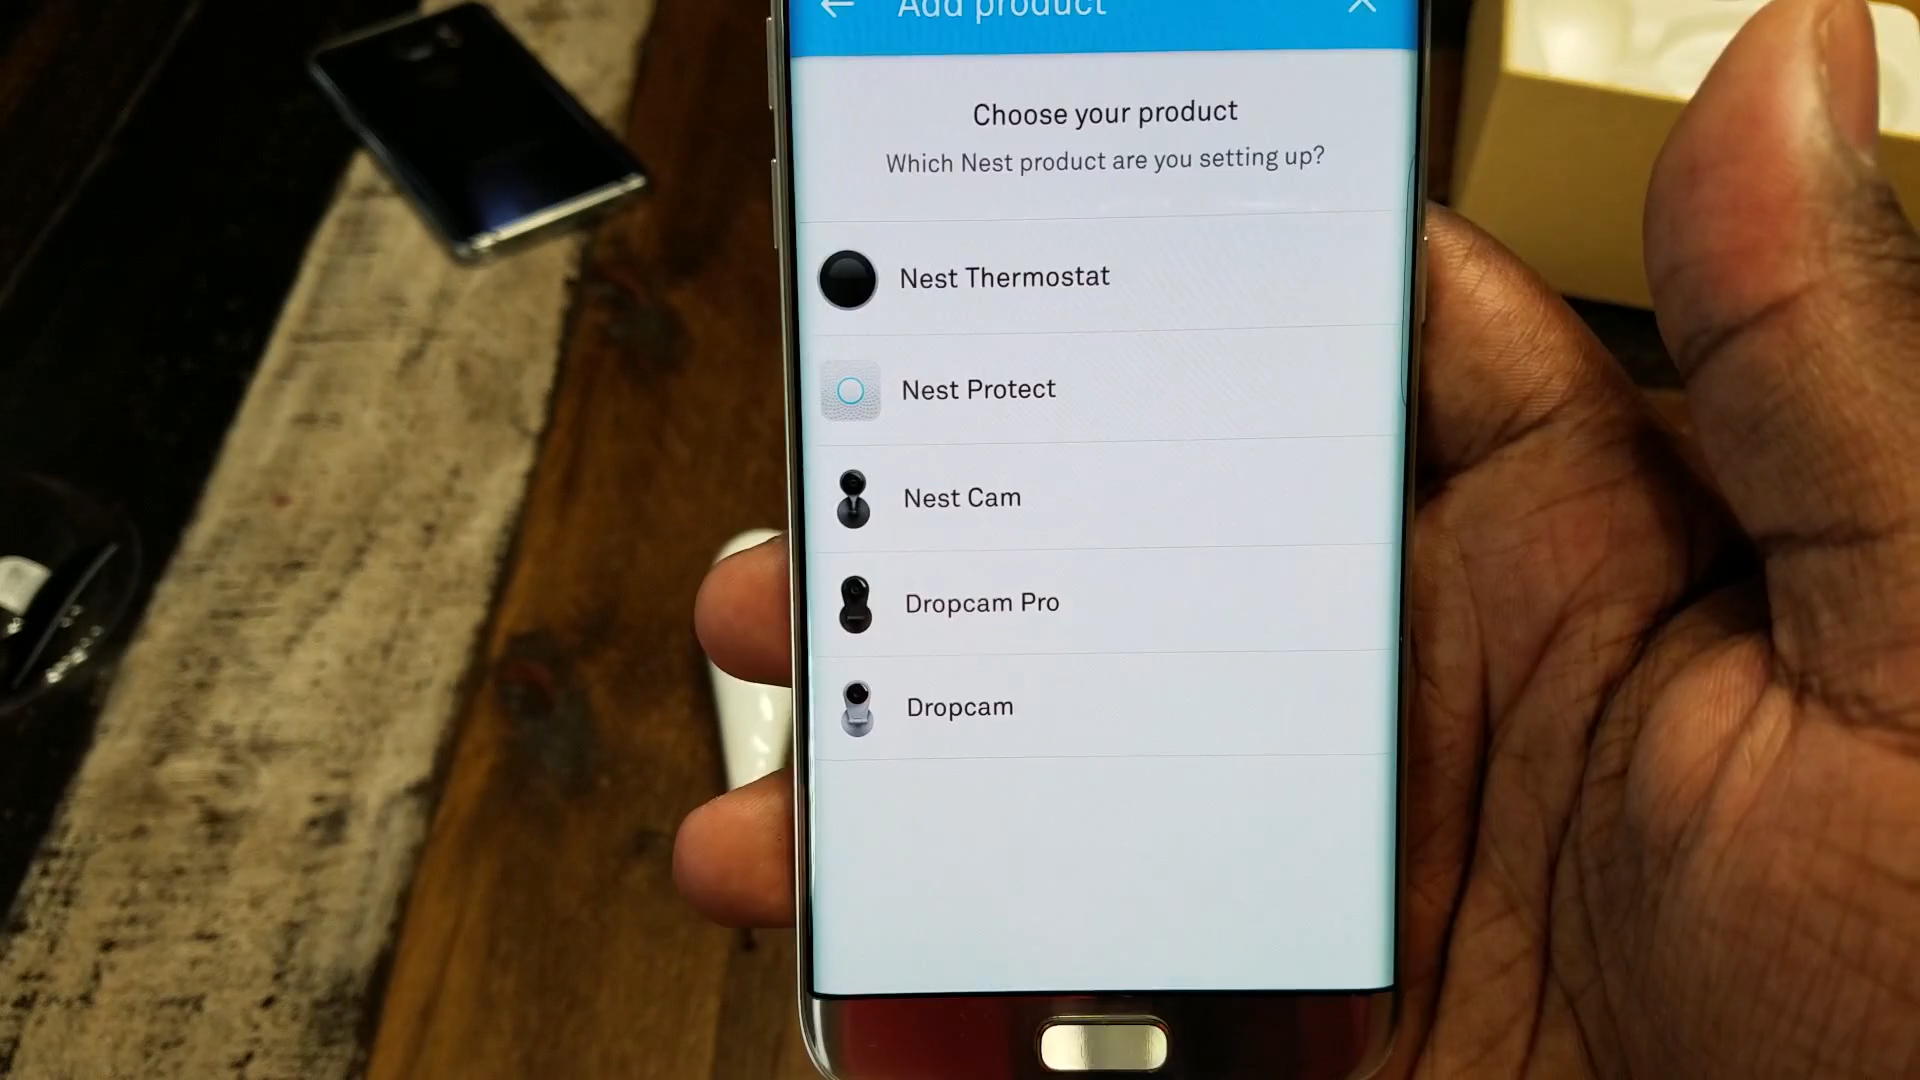 Add product
Choose your product
Which Nest product are you setting up?
Nest Thermostat
Nest Protect
Nest Cam
Dropcam Pro
Dropcam